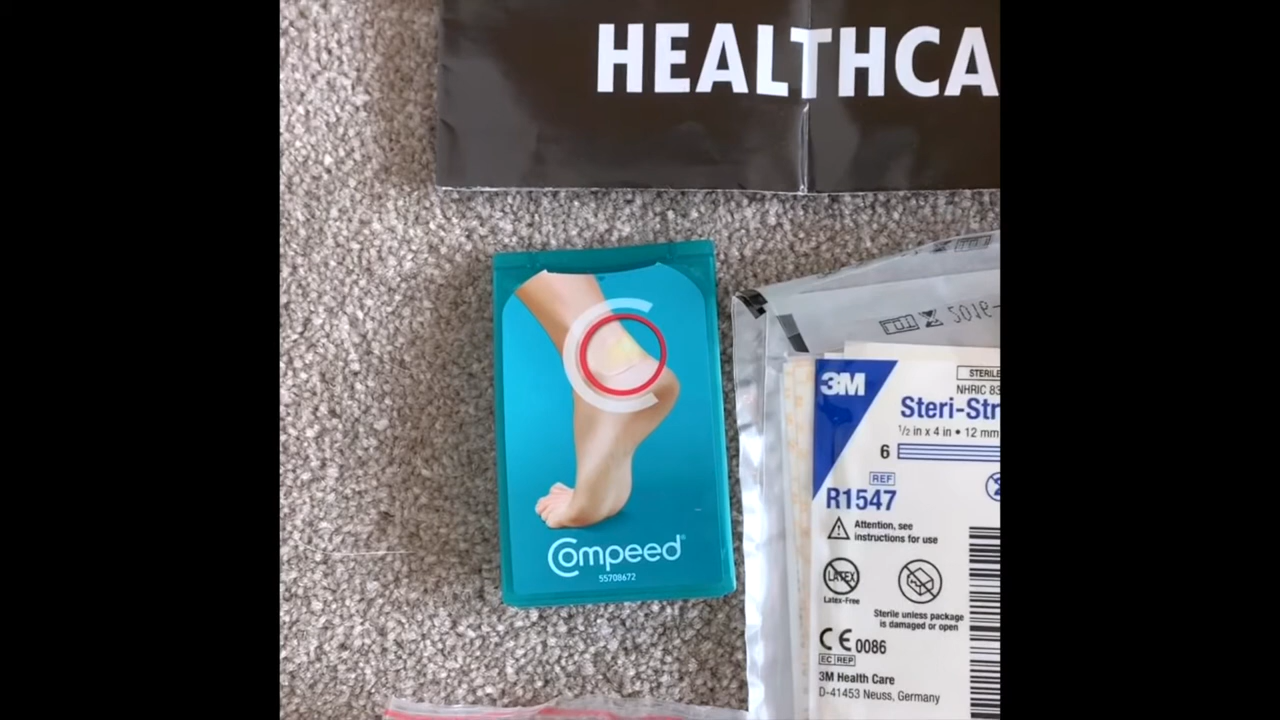 HEALTHCA
2019-
3M
STERILE
NHRIC 83
Steri-Str
1/2 in x 4 in • 12 mm
6
REF
R1547
Attention, see
instructions for use
LATEX
Latex-Free
Sterile unless package
is damaged or open
CE 0086
EC REP
3M Health Care
D-41453 Neuss, Germany
Compeed®
55708672